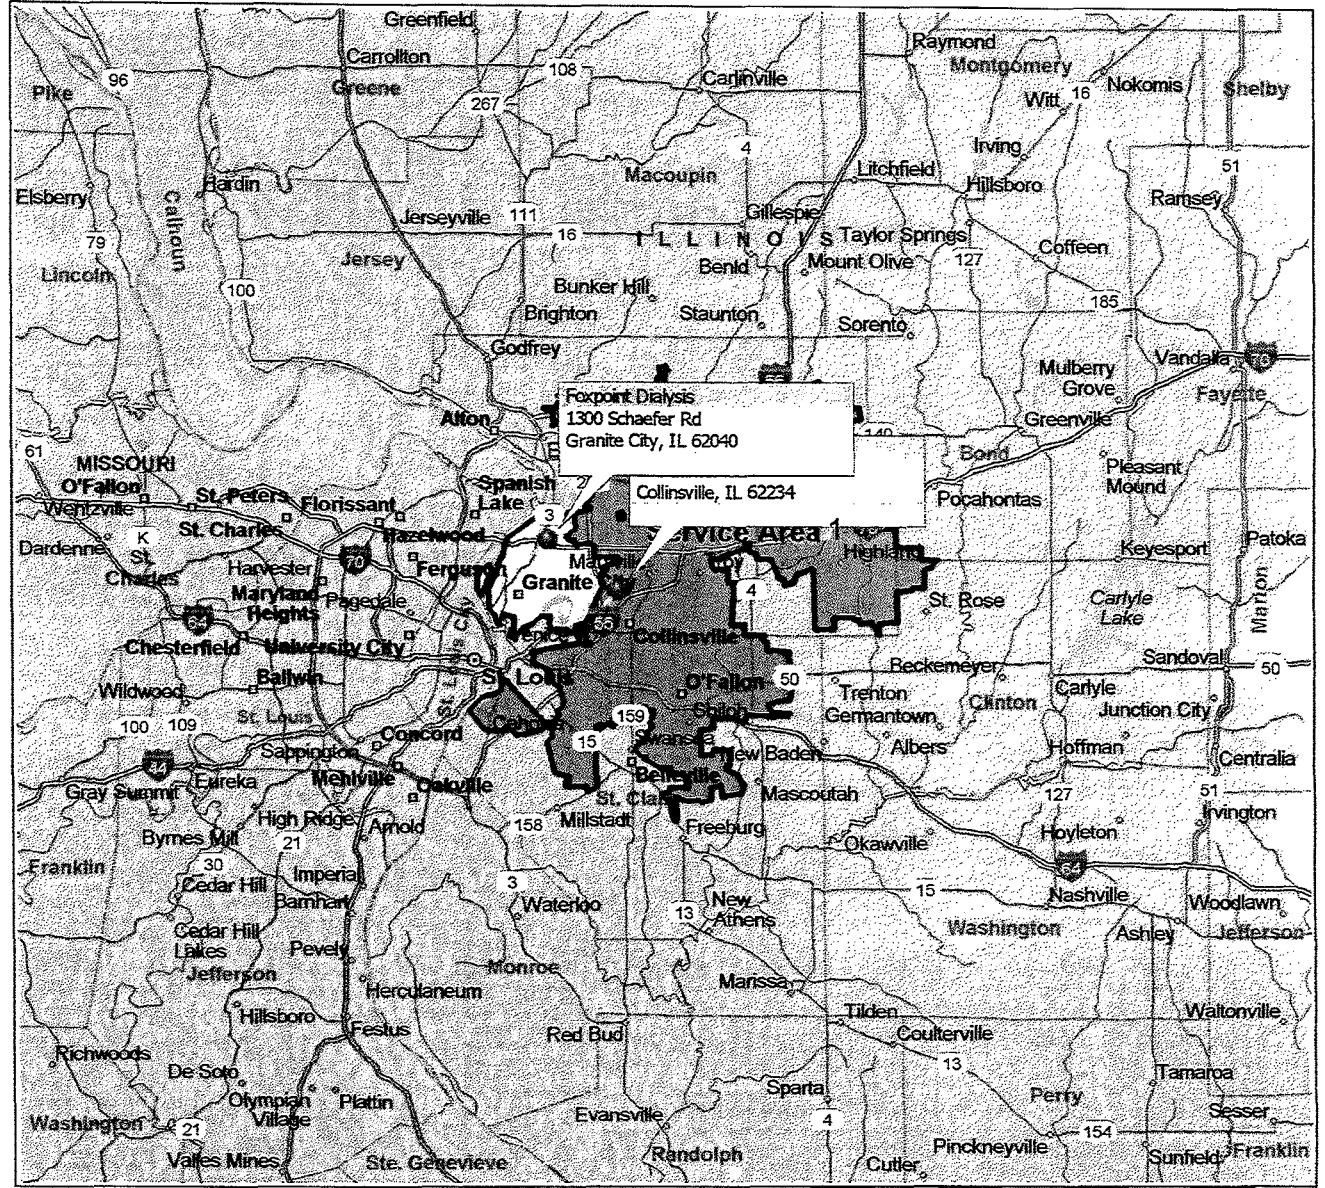 Greenfield
Raymond
Carrollton
Montgomery
96
108
Carlinville
Nokomis
Pike
Greene
16
Shelby
267
Witt
4
Irving
Litchfield
51
Hardin
Macoupin
Hillsboro
Elsberry
Ramsey
Calhoun
Jerseyville
111
Gillespie
16
ILLINOIS
Taylor Springs
79
Coffeen
Jersey
Benld
Mount Olive
127
Lincoln
100
Bunker Hill
185
Brighton
Staunton
Sorento
Godfrey
Vandalia
70
Mulberry
Grove
Fayette
Foxpoint Dialysis
1300 Schaefer Rd
Granite City, IL 62040
Alton
Greenville
140
61
Bond
MISSOURI
O'Fallon
Pleasant
Mound
St. Peters
Florissant
Spanish
Lake
Collinsville, IL 62234
Pocahontas
Wentzville
3
St. Charles
Hazelwood
Service Area 1
K
Dardenne
70
Highland
Keyesport
Patoka
St.
Charles
Harvester
Ferguson
Granite City
Maryland
Heights
Pagedale
4
St. Rose
Carlyle
Lake
Marion
64
55
Chesterfield
University City
Venice
Collinsville
St. Louis City
Beckemeyer
Sandoval
50
Ballwin
St. Louis
O'Fallon
50
Wildwood
Trenton
Carlyle
Clinton
100
109
St. Louis
Shiloh
159
Germantown
Junction City
Cahokia
Concord
15
Swansea
Sappington
New Baden
Albers
Hoffman
44
Eureka
Mehlville
Oakville
Belleville
Centralia
Gray Summit
St. Clair
Mascoutah
127
51
High Ridge
Arnold
158
Millstadt
Freeburg
Irvington
Byrnes Mill
21
Okawville
Hoyleton
Franklin
30
Imperial
64
Cedar Hill
3
15
Nashville
Barnhart
Waterloo
13
New
Athens
Woodlawn
Cedar Hill
Lakes
Washington
Ashley
Jefferson
Pevely
Jefferson
Monroe
Marissa
Herculaneum
Hillsboro
Tilden
Waltonville
Festus
Red Bud
Coulterville
Richwoods
13
De Soto
Tamaroa
Sparta
Olympian
Village
Plattin
Perry
Evansville
Sesser
Washington
4
21
154
Pinckneyville
Valles Mines
Ste. Genevieve
Randolph
Cutler
Sunfield
Franklin